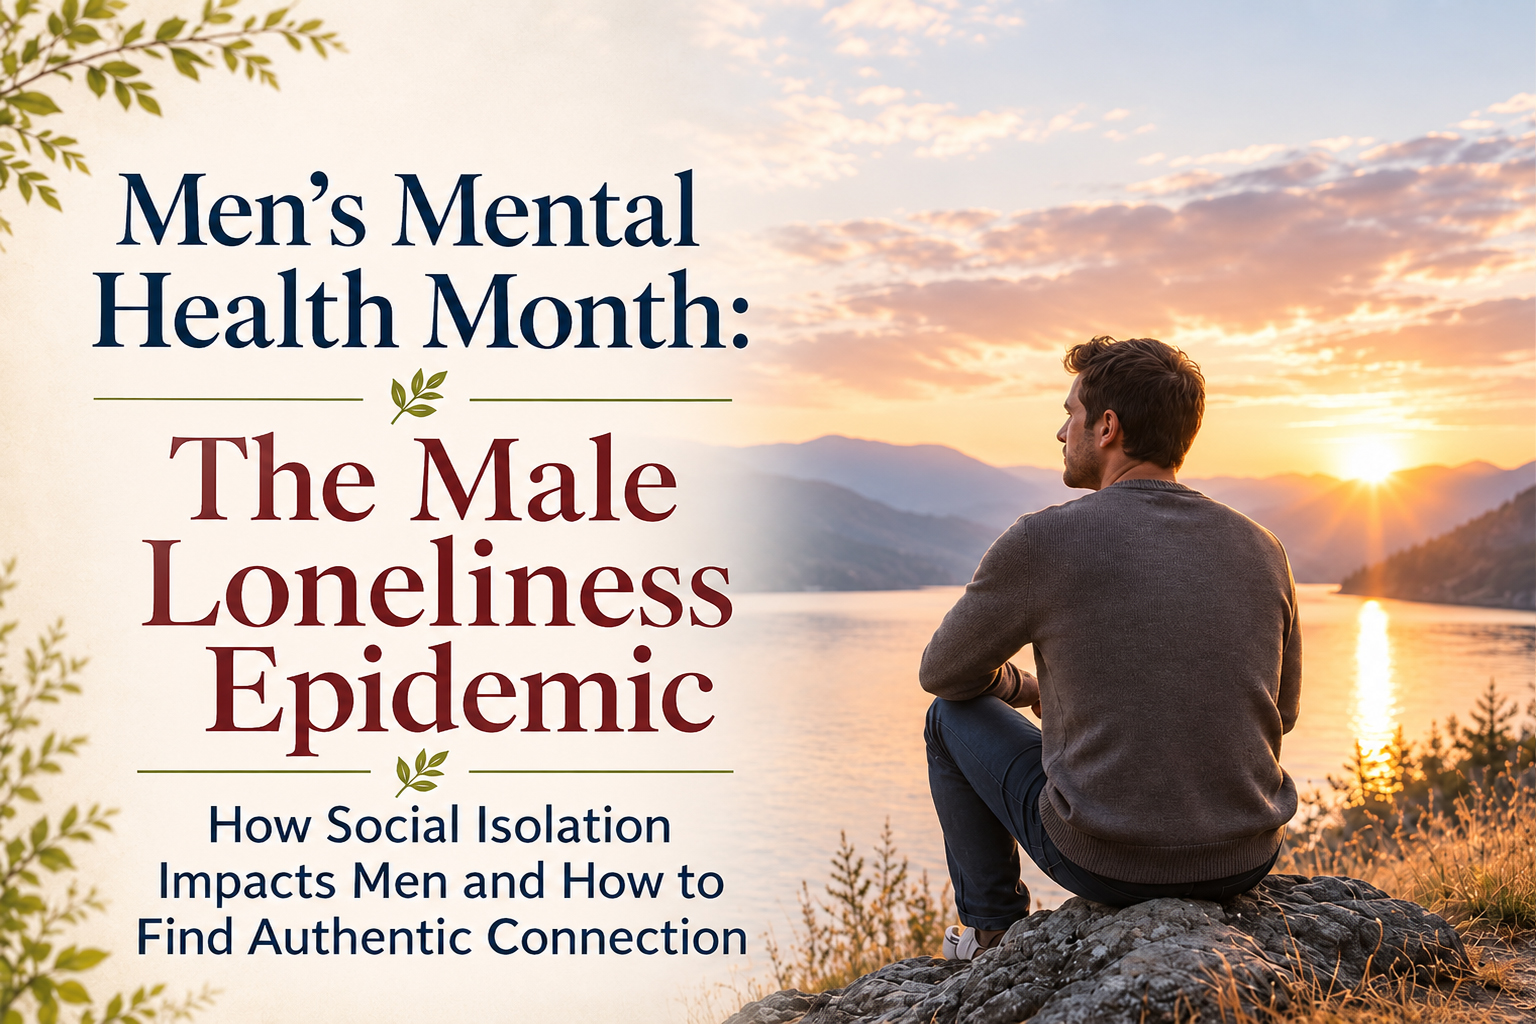 Men’s Mental
Health Month:
The Male
Loneliness
Epidemic
How Social Isolation
Impacts Men and How to
Find Authentic Connection